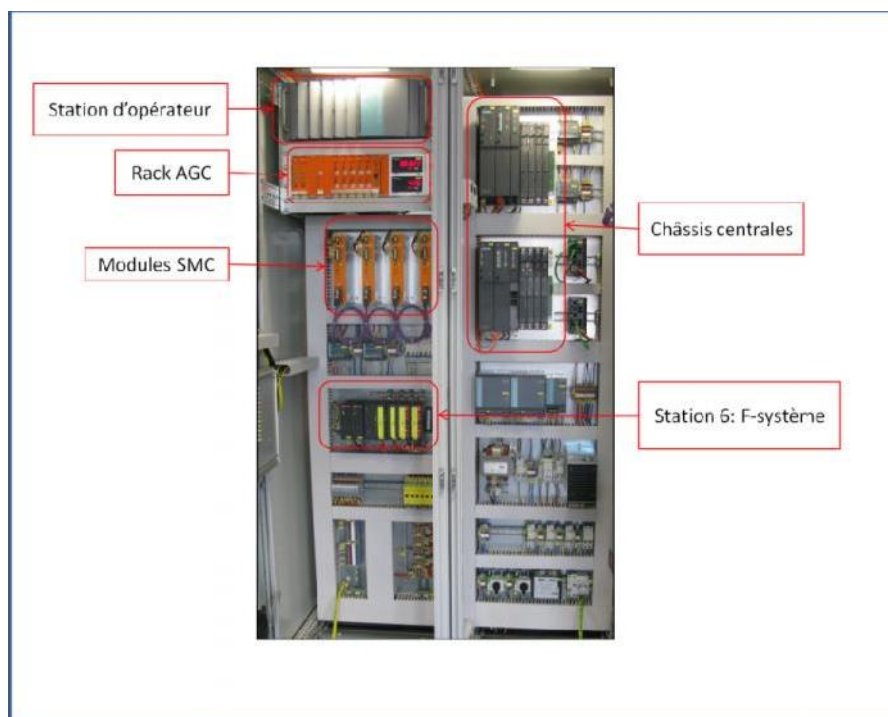 Station d'opérateur
Rack AGC
Modules SMC
Châssis centrales
Station 6: F-système